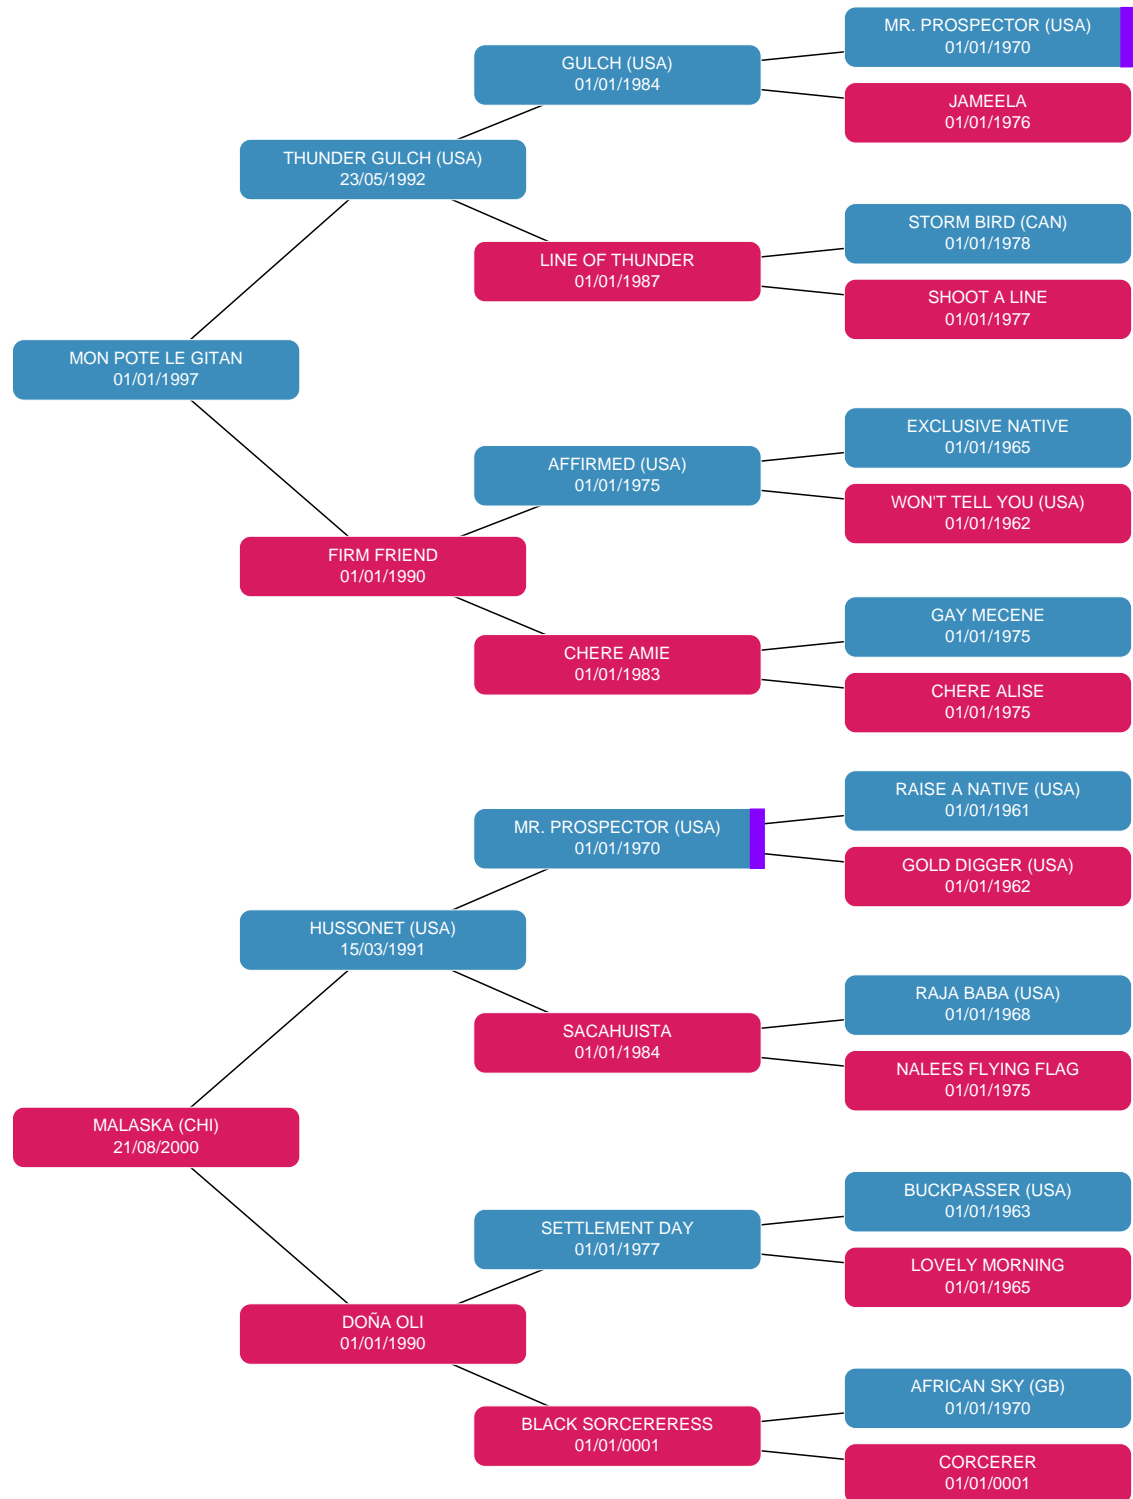 MR. PROSPECTOR (USA)
01/01/1970
GULCH (USA)
01/01/1984
JAMEELA
01/01/1976
THUNDER GULCH (USA)
23/05/1992
STORM BIRD (CAN)
01/01/1978
LINE OF THUNDER
01/01/1987
SHOOT A LINE
01/01/1977
MON POTE LE GITAN
01/01/1997
EXCLUSIVE NATIVE
01/01/1965
AFFIRMED (USA)
01/01/1975
WON'T TELL YOU (USA)
01/01/1962
FIRM FRIEND
01/01/1990
GAY MECENE
01/01/1975
CHERE AMIE
01/01/1983
CHERE ALISE
01/01/1975
RAISE A NATIVE (USA)
01/01/1961
MR. PROSPECTOR (USA)
01/01/1970
GOLD DIGGER (USA)
01/01/1962
HUSSONET (USA)
15/03/1991
RAJA BABA (USA)
01/01/1968
SACAHUISTA
01/01/1984
NALEES FLYING FLAG
01/01/1975
MALASKA (CHI)
21/08/2000
BUCKPASSER (USA)
01/01/1963
SETTLEMENT DAY
01/01/1977
LOVELY MORNING
01/01/1965
DOÑA OLI
01/01/1990
AFRICAN SKY (GB)
01/01/1970
BLACK SORCERERESS
01/01/0001
CORCERER
01/01/0001